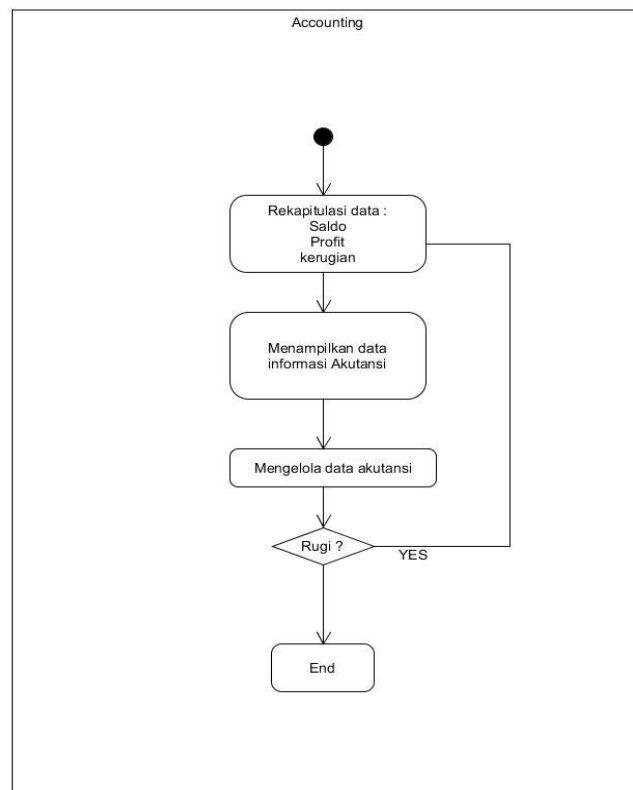 Accounting
Rekapitulasi data :
Saldo
Profit
kerugian
Menampilkan data
informasi Akutansi
Mengelola data akutansi
Rugi ?
YES
End